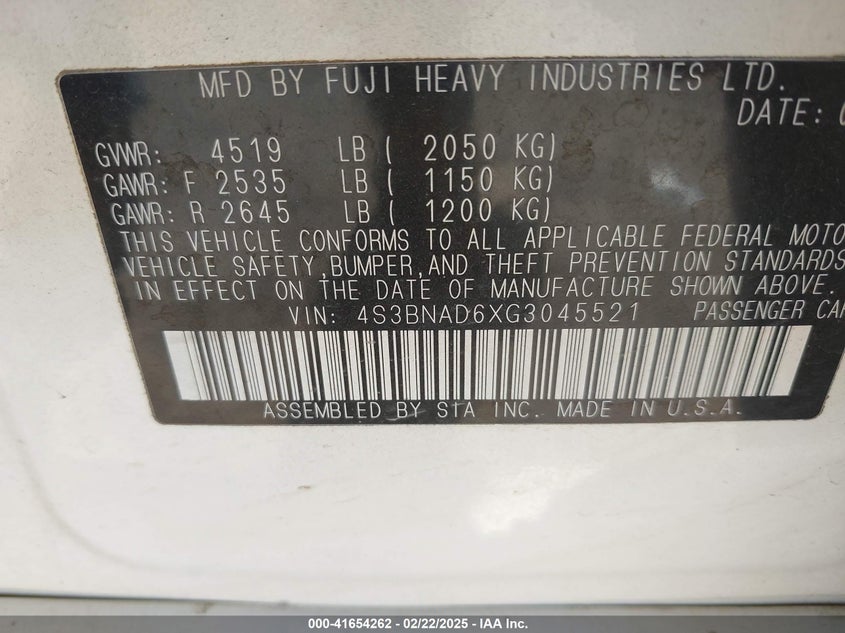 MFD BY FUJI HEAVY INDUSTRIES LTD.
DATE:
GVWR: 4519 LB ( 2050 KG)
GAWR: F 2535 LB ( 1150 KG)
GAWR: R 2645 LB ( 1200 KG)
THIS VEHICLE CONFORMS TO ALL APPLICABLE FEDERAL MOTO
VEHICLE SAFETY,BUMPER,AND THEFT PREVENTION STANDARDS
IN EFFECT ON THE DATE OF MANUFACTURE SHOWN ABOVE.
VIN: 4S3BNAD6XG3045521 PASSENGER CAR
ASSEMBLED BY SIA INC. MADE IN U.S.A.
000-41654262 - 02/22/2025 - IAA Inc.